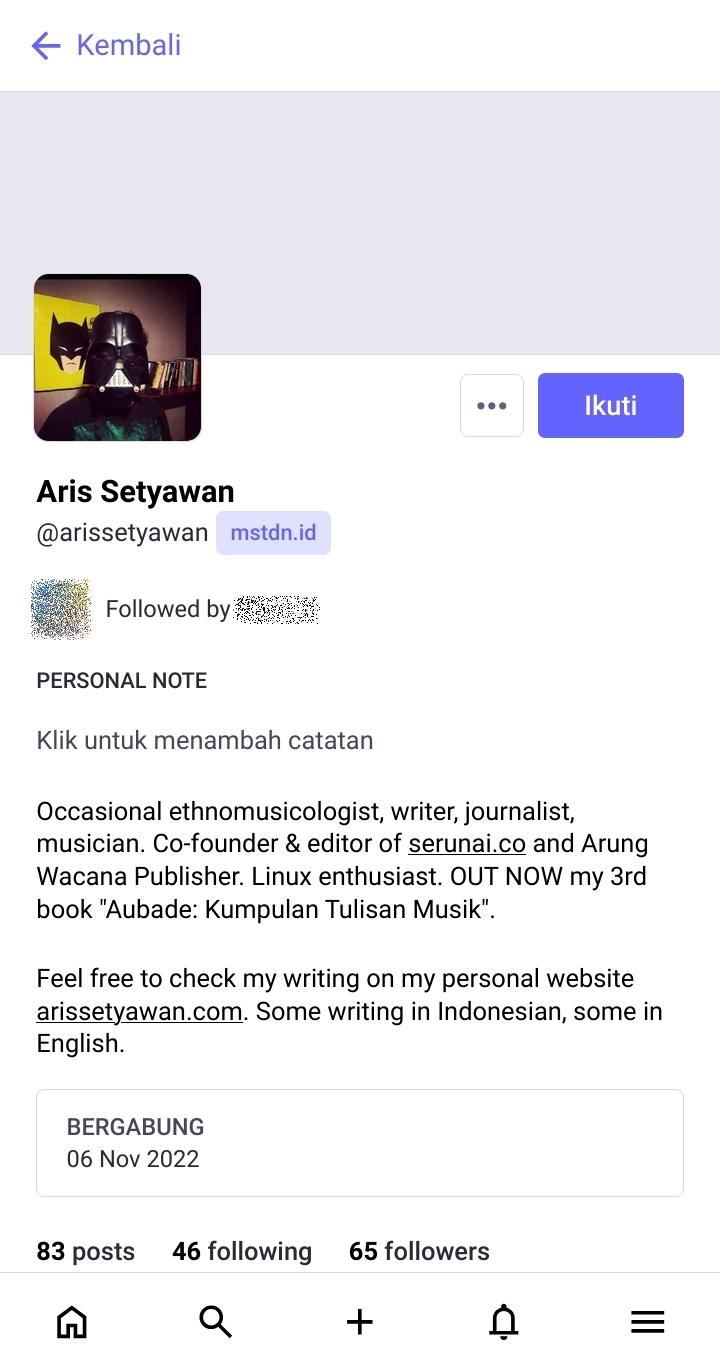 Kembali
Ikuti
Aris Setyawan
@arissetyawan mstdn.id
Followed by
PERSONAL NOTE
Klik untuk menambah catatan
Occasional ethnomusicologist, writer, journalist,
musician. Co-founder & editor of serunai.co and Arung
Wacana Publisher. Linux enthusiast. OUT NOW my 3rd
book "Aubade: Kumpulan Tulisan Musik".
Feel free to check my writing on my personal website
arissetyawan.com. Some writing in Indonesian, some in
English.
BERGABUNG
06 Nov 2022
83 posts 46 following 65 followers